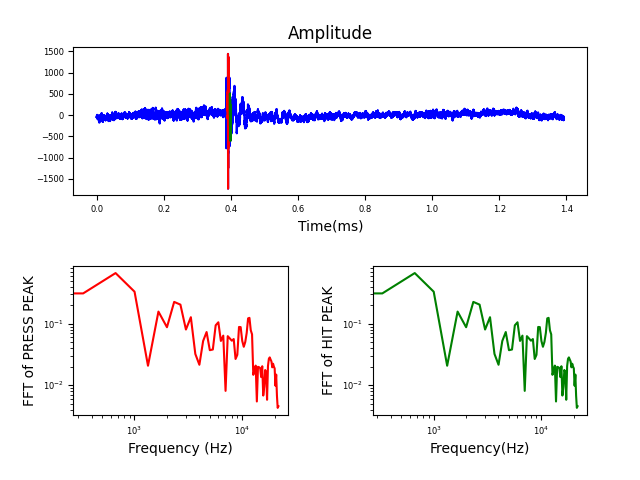 Amplitude
1500
1000
500
0
−500
−1000
−1500
0.0 0.2 0.4 0.6 0.8 1.0 1.2 1.4
Time(ms)
FFT of PRESS PEAK
10⁻¹
10⁻²
10³ 10⁴
Frequency (Hz)
FFT of HIT PEAK
10⁻¹
10⁻²
10³ 10⁴
Frequency(Hz)